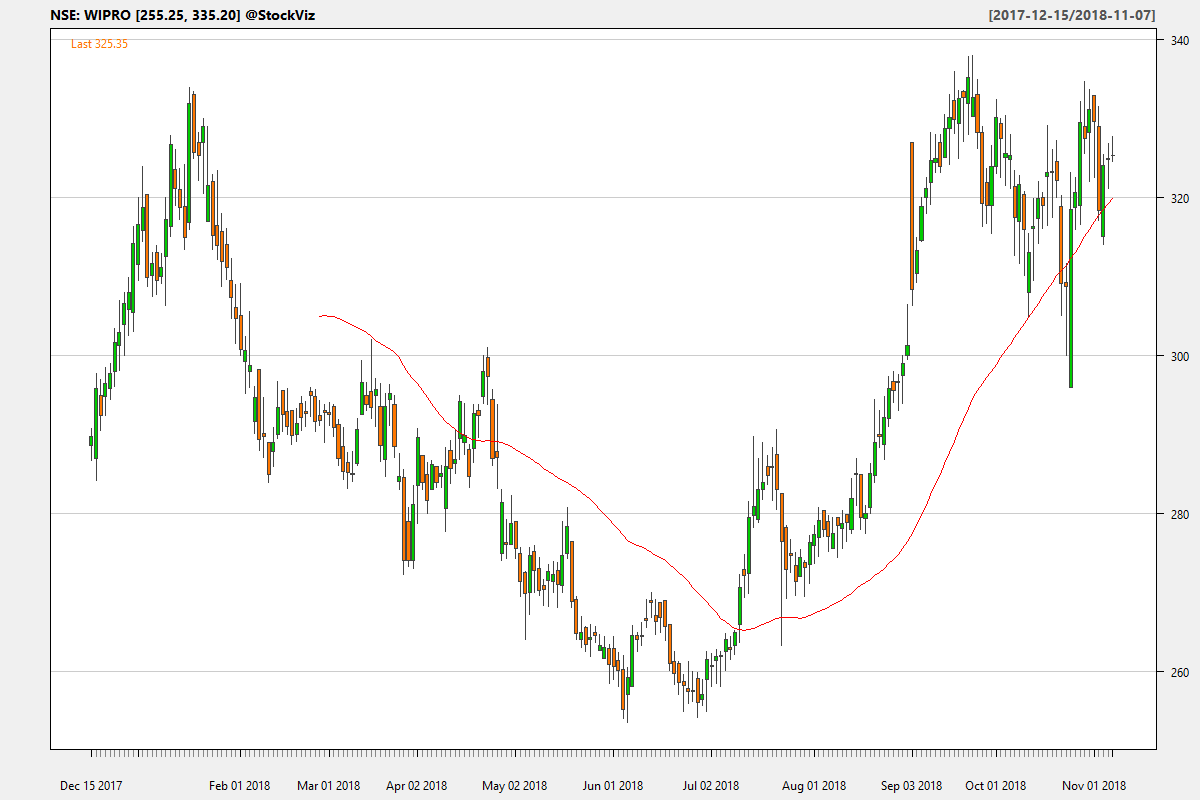 NSE: WIPRO [255.25, 335.20] @StockViz [2017-12-15/2018-11-07]
Last 325.35
340
320
300
280
260
Dec 15 2017 Feb 01 2018 Mar 01 2018 Apr 02 2018 May 02 2018 Jun 01 2018 Jul 02 2018 Aug 01 2018 Sep 03 2018 Oct 01 2018 Nov 01 2018